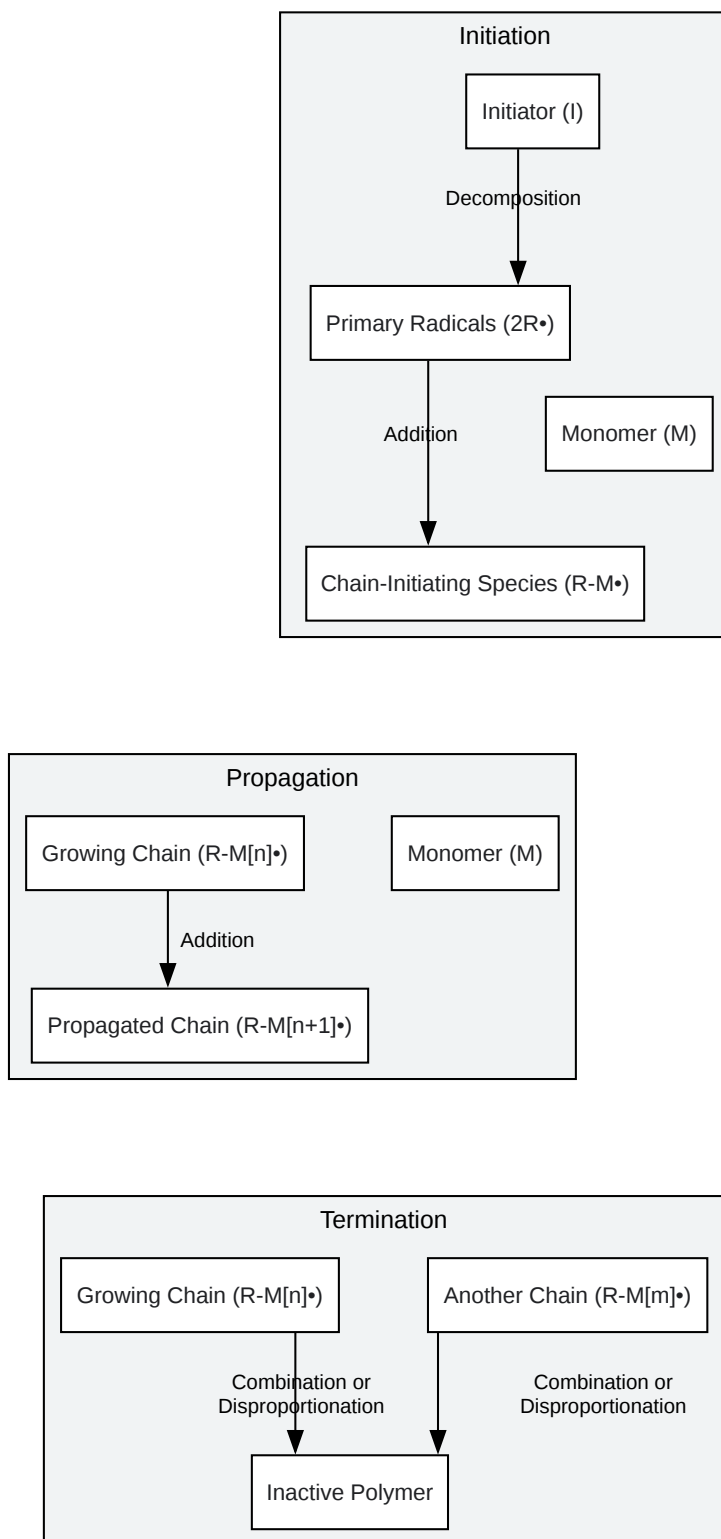 Initiation
Initiator (I)
Decomposition
Primary Radicals (2R•)
Addition
Monomer (M)
Chain-Initiating Species (R-M•)
Propagation
Growing Chain (R-M[n]•)
Monomer (M)
Addition
Propagated Chain (R-M[n+1]•)
Termination
Growing Chain (R-M[n]•)
Another Chain (R-M[m]•)
Combination or
Disproportionation
Combination or
Disproportionation
Inactive Polymer